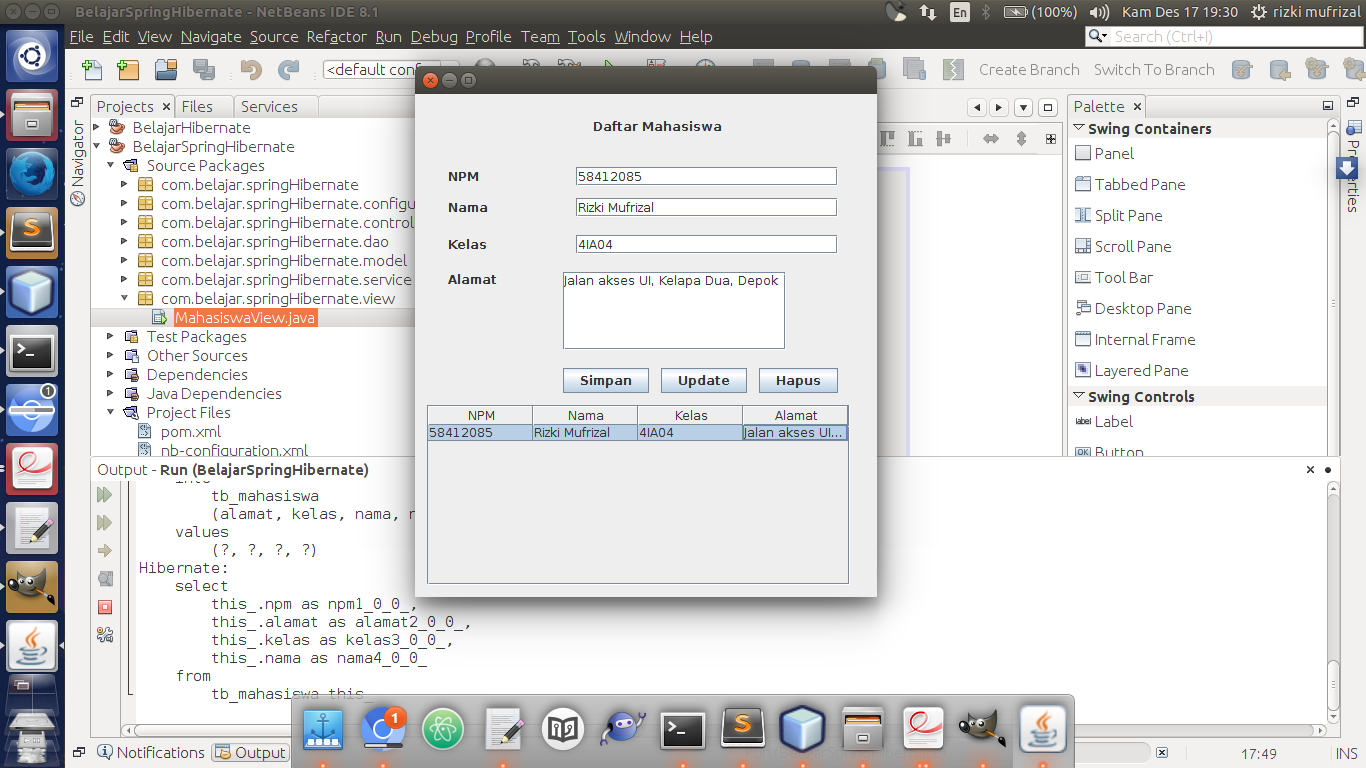 BelajarSpringHibernate - NetBeans IDE 8.1
En
(100%)
Kam Des 17 19:30
rizki mufrizal
File Edit View Navigate Source Refactor Run Debug Profile Team Tools Window Help
Search (Ctrl+I)
<default conf
Create Branch
Switch To Branch
Projects
Files
Services
Navigator
BelajarHibernate
BelajarSpringHibernate
Source Packages
com.belajar.springHibernate
com.belajar.springHibernate.configu
com.belajar.springHibernate.control
com.belajar.springHibernate.dao
com.belajar.springHibernate.model
com.belajar.springHibernate.service
com.belajar.springHibernate.view
MahasiswaView.java
Test Packages
Other Sources
Dependencies
Java Dependencies
Project Files
pom.xml
nb-configuration.xml
Daftar Mahasiswa
NPM
58412085
Nama
Rizki Mufrizal
Kelas
4IA04
Alamat
Jalan akses UI, Kelapa Dua, Depok
Simpan
Update
Hapus
NPM Nama Kelas Alamat
58412085 Rizki Mufrizal 4IA04 Jalan akses UI...
Palette
Swing Containers
Panel
Tabbed Pane
Split Pane
Scroll Pane
Tool Bar
Desktop Pane
Internal Frame
Layered Pane
Swing Controls
label Label
OK Button
Output - Run (BelajarSpringHibernate)
into
tb_mahasiswa
(alamat, kelas, nama, n
values
(?, ?, ?, ?)
Hibernate:
select
this_.npm as npm1_0_0_,
this_.alamat as alamat2_0_0_,
this_.kelas as kelas3_0_0_,
this_.nama as nama4_0_0_
from
tb_mahasiswa this_
1
1
Notifications
Output
17:49
INS